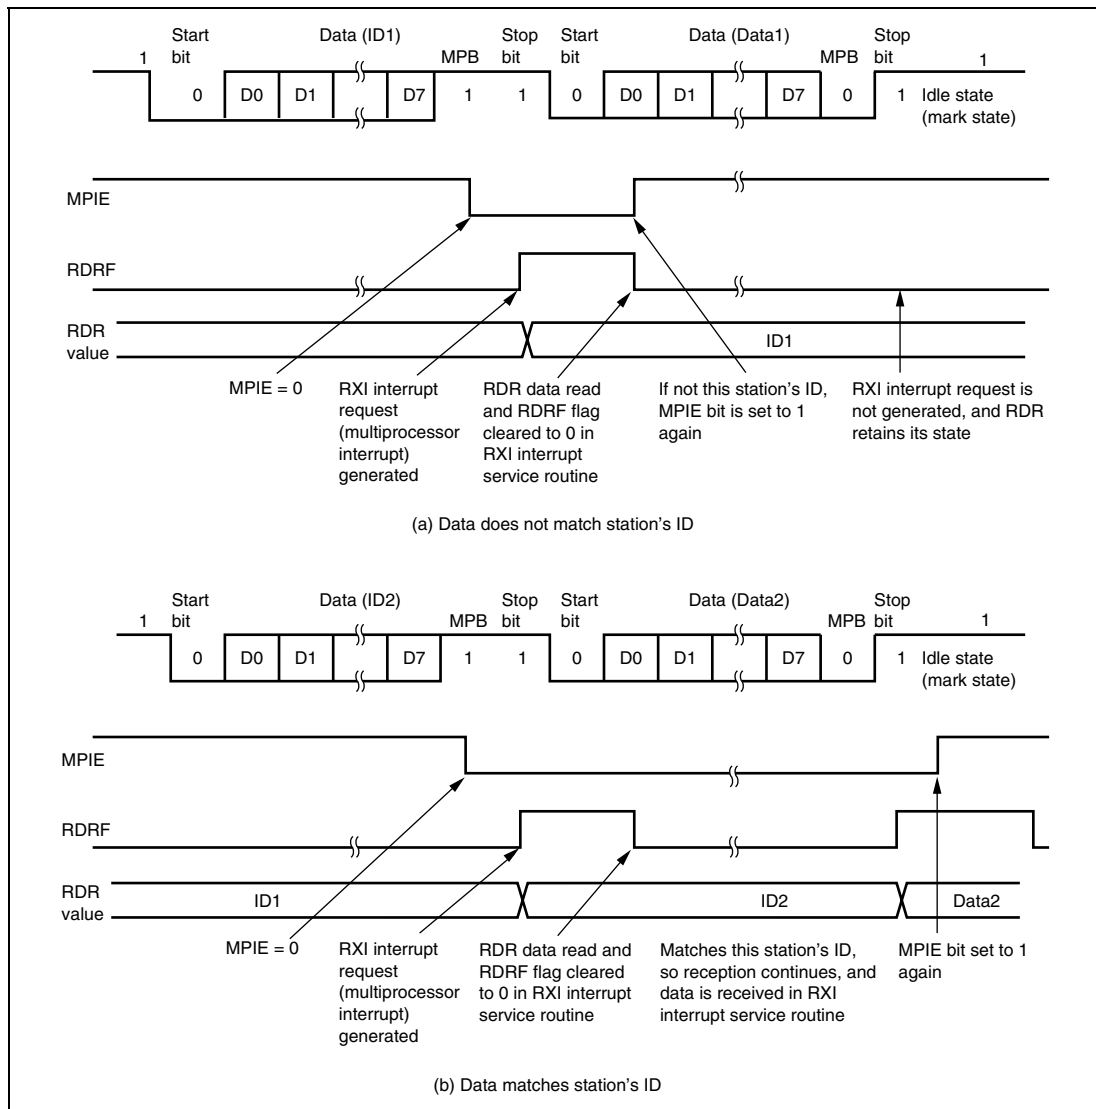 Start bit Data (ID1) MPB Stop bit Start bit Data (Data1) MPB Stop bit
1 1
0 D0 D1 D7 1 1 0 D0 D1 D7 0 1 Idle state (mark state)
MPIE
RDRF
RDR value
ID1
MPIE = 0
RXI interrupt
request
(multiprocessor
interrupt)
generated
RDR data read
and RDRF flag
cleared to 0 in
RXI interrupt
service routine
If not this station's ID,
MPIE bit is set to 1
again
RXI interrupt request is
not generated, and RDR
retains its state
(a) Data does not match station's ID
Start bit Data (ID2) MPB Stop bit Start bit Data (Data2) MPB Stop bit
1 1
0 D0 D1 D7 1 1 0 D0 D1 D7 0 1 Idle state (mark state)
MPIE
RDRF
RDR value
ID1 ID2 Data2
MPIE = 0
RXI interrupt
request
(multiprocessor
interrupt)
generated
RDR data read and
RDRF flag cleared
to 0 in RXI interrupt
service routine
Matches this station's ID,
so reception continues, and
data is received in RXI
interrupt service routine
MPIE bit set to 1
again
(b) Data matches station's ID